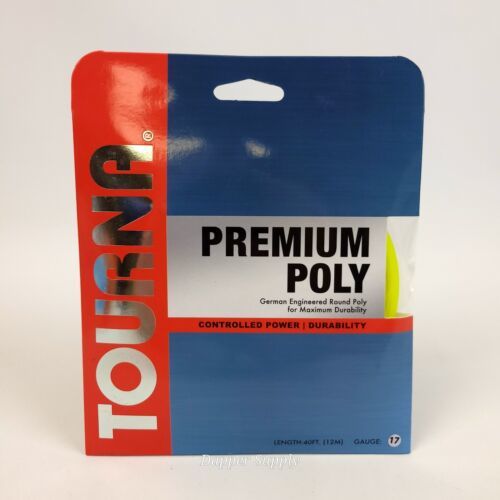 TOURNA®
PREMIUM
POLY
German Engineered Round Poly
for Maximum Durability
CONTROLLED POWER | DURABILITY
LENGTH:40FT. (12M) GAUGE: 17
Dapper Supply